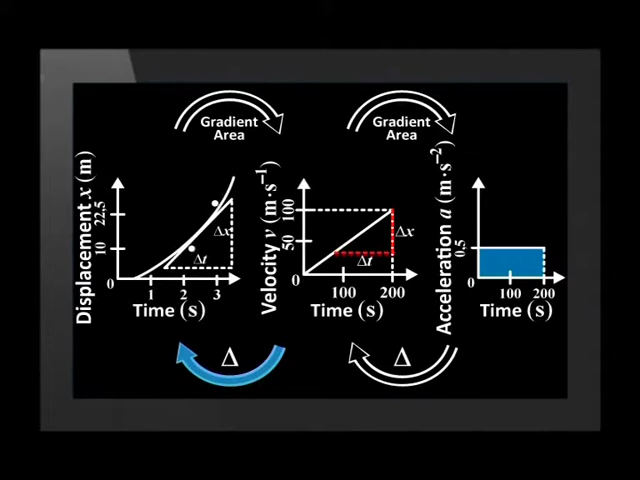 Gradient
Area
Gradient
Area
Displacement x (m)
22,5
10
0
1
2
3
Δx
Δt
Time (s)
Velocity v (m·s⁻¹)
100
50
0
100
200
Δx
Δt
Time (s)
Acceleration a (m·s⁻²)
0,5
0
100
200
Time (s)
Δ
Δ